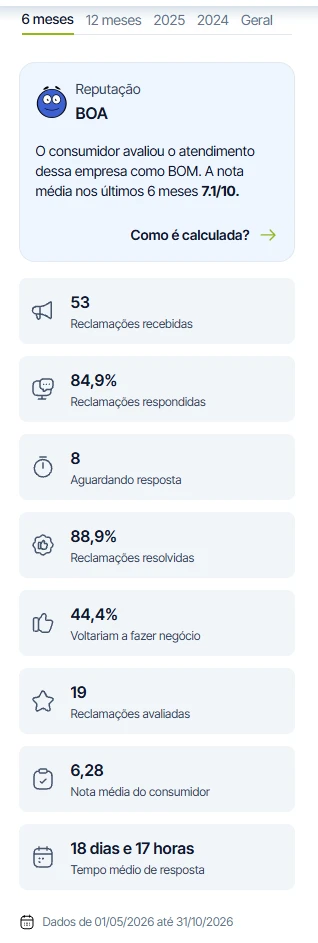 6 meses 12 meses 2025 2024 Geral
Reputação
BOA
O consumidor avaliou o atendimento
dessa empresa como BOM. A nota
média nos últimos 6 meses 7.1/10.
Como é calculada?
53
Reclamações recebidas
84,9%
Reclamações respondidas
8
Aguardando resposta
88,9%
Reclamações resolvidas
44,4%
Voltariam a fazer negócio
19
Reclamações avaliadas
6,28
Nota média do consumidor
18 dias e 17 horas
Tempo médio de resposta
Dados de 01/05/2026 até 31/10/2026